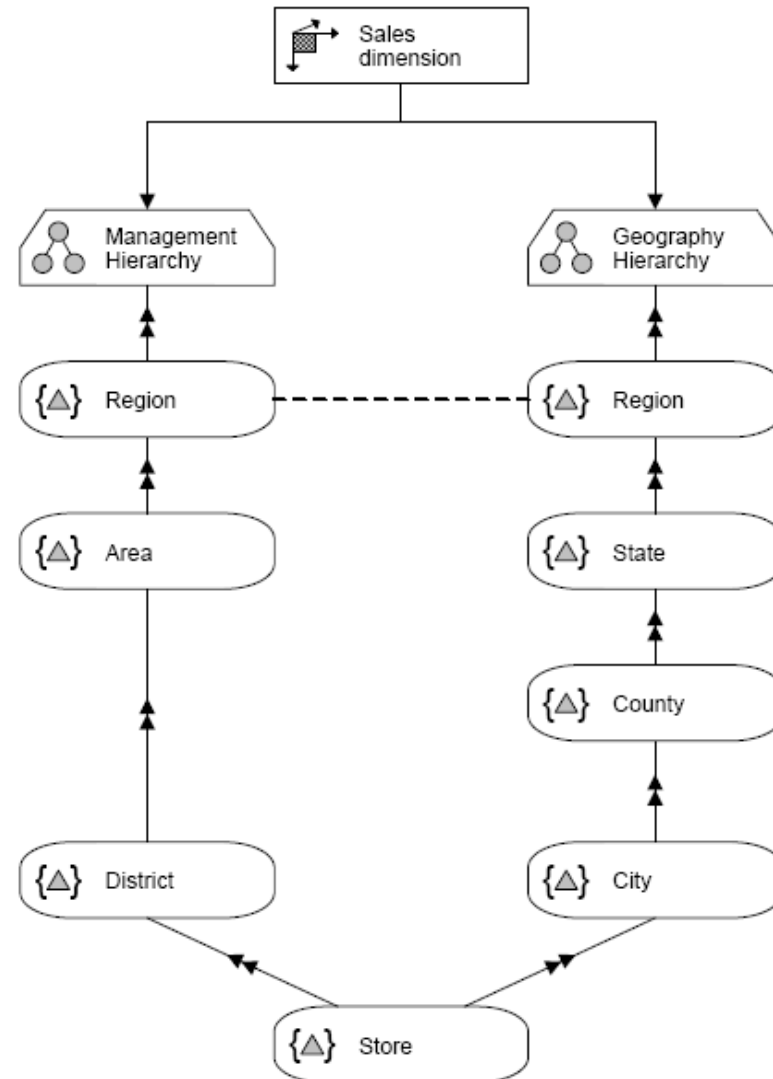 Sales
dimension
Management
Hierarchy
Geography
Hierarchy
Region
Region
Area
State
County
District
City
Store